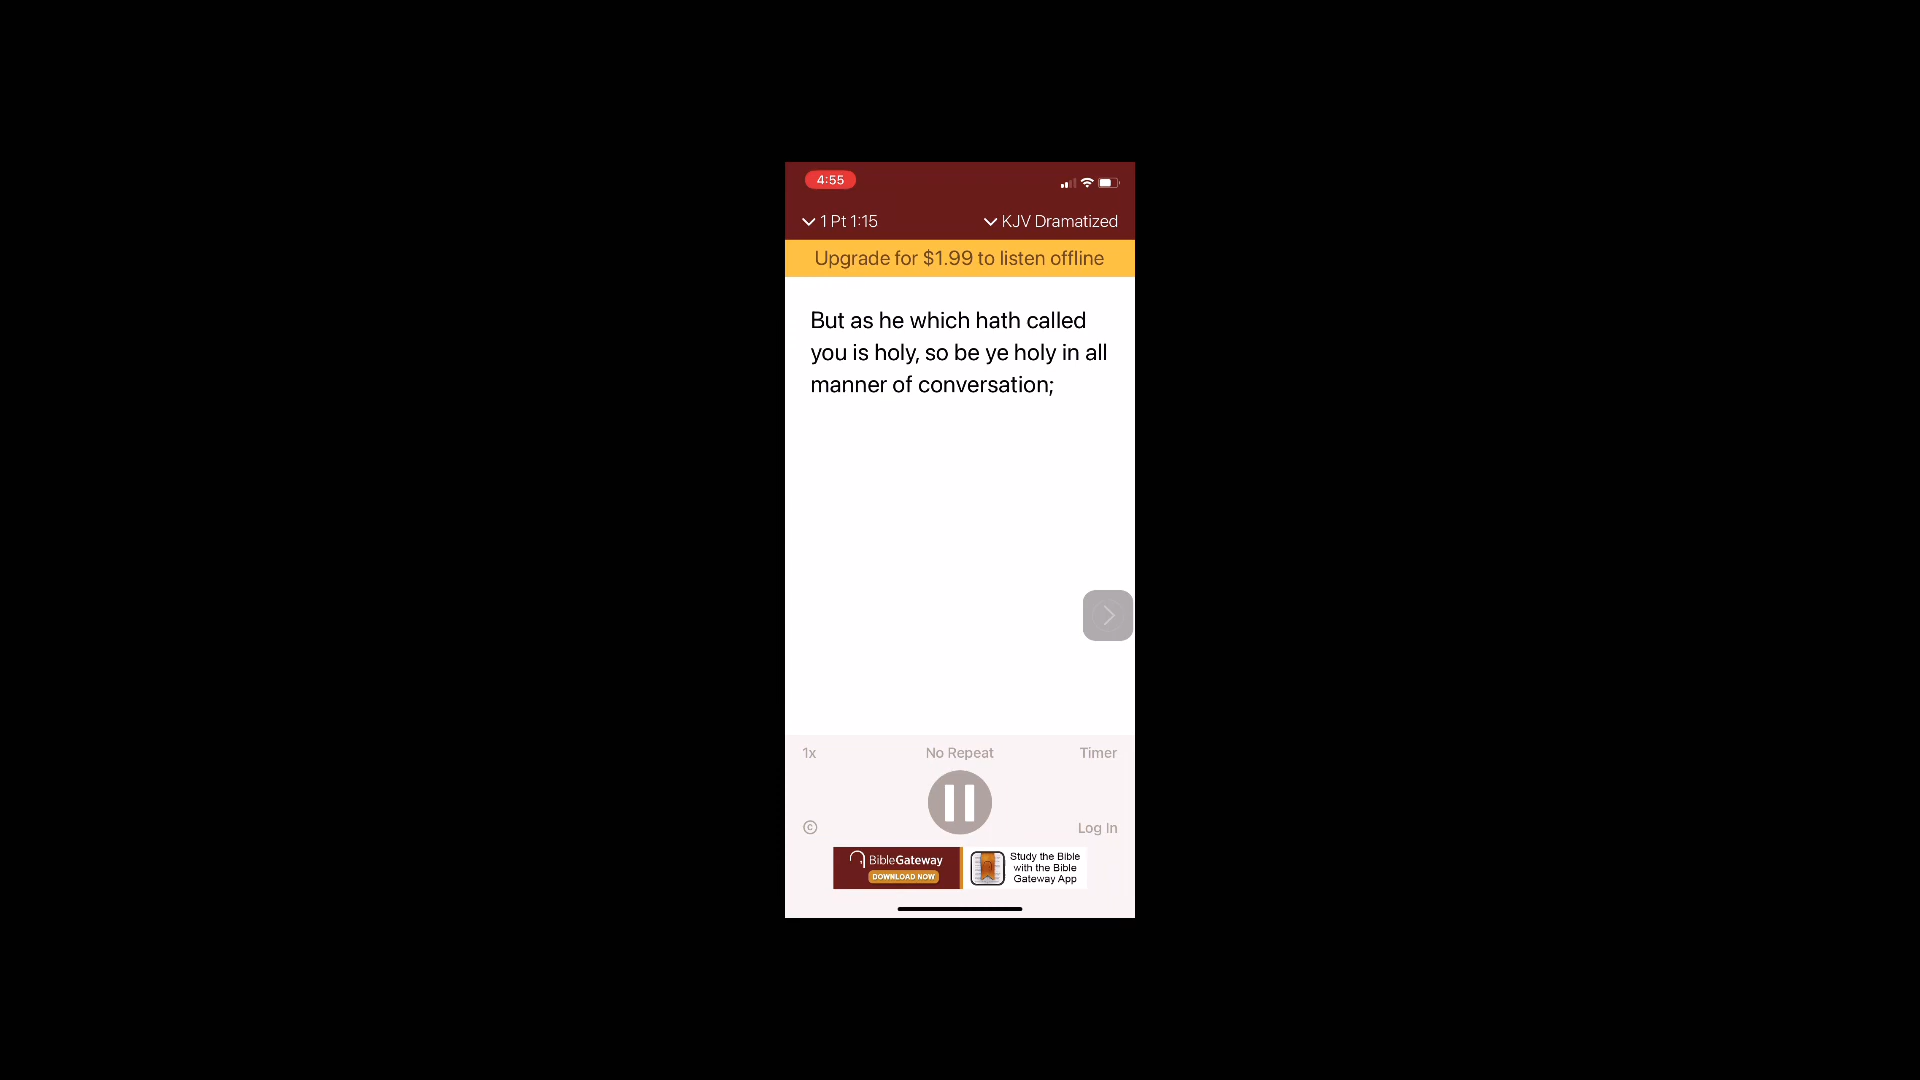 4:55
1 Pt 1:15
KJV Dramatized
Upgrade for $1.99 to listen offline
But as he which hath called
you is holy, so be ye holy in all
manner of conversation;
1x
No Repeat
Timer
©
Log In
BibleGateway
DOWNLOAD NOW
Study the Bible
with the Bible
Gateway App